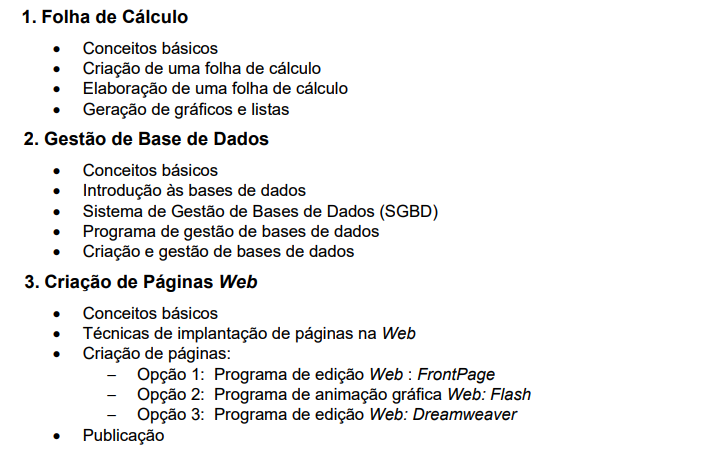 1. Folha de Cálculo
• Conceitos básicos
• Criação de uma folha de cálculo
• Elaboração de uma folha de cálculo
• Geração de gráficos e listas
2. Gestão de Base de Dados
• Conceitos básicos
• Introdução às bases de dados
• Sistema de Gestão de Bases de Dados (SGBD)
• Programa de gestão de bases de dados
• Criação e gestão de bases de dados
3. Criação de Páginas Web
• Conceitos básicos
• Técnicas de implantação de páginas na Web
• Criação de páginas:
– Opção 1: Programa de edição Web : FrontPage
– Opção 2: Programa de animação gráfica Web: Flash
– Opção 3: Programa de edição Web: Dreamweaver
• Publicação